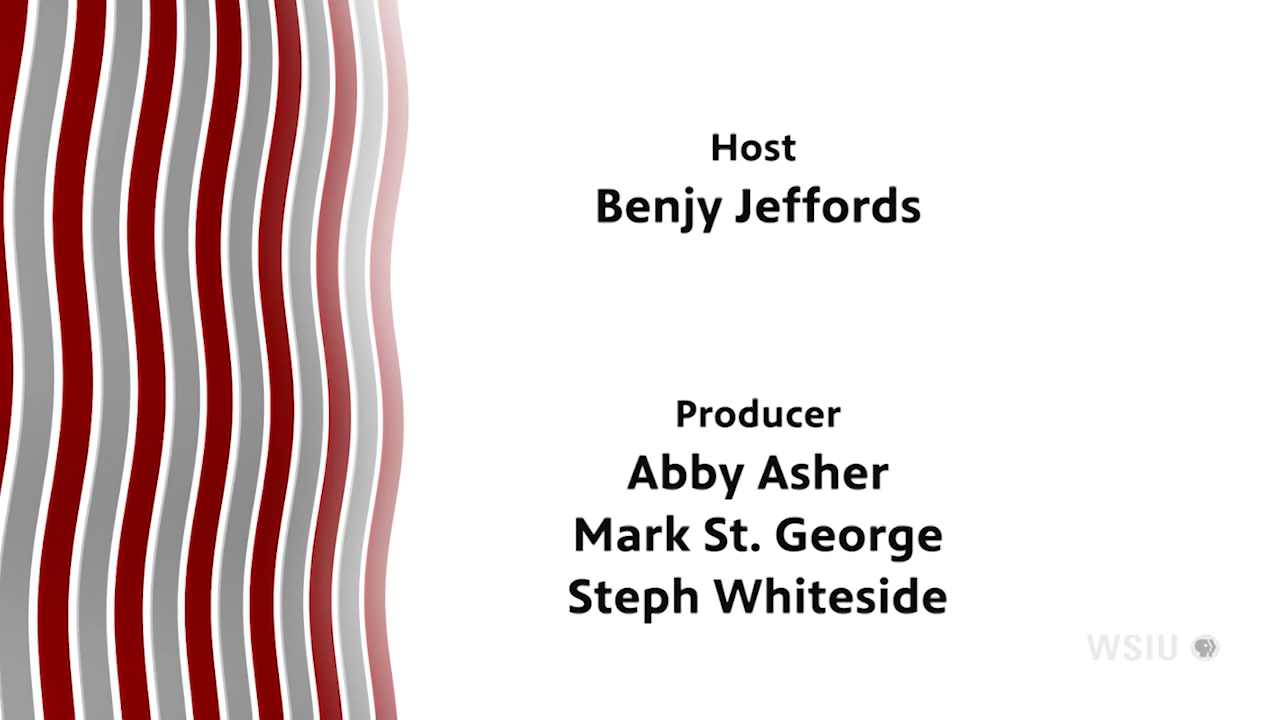 Host
Benjy Jeffords
Producer
Abby Asher
Mark St. George
Steph Whiteside
WSIU